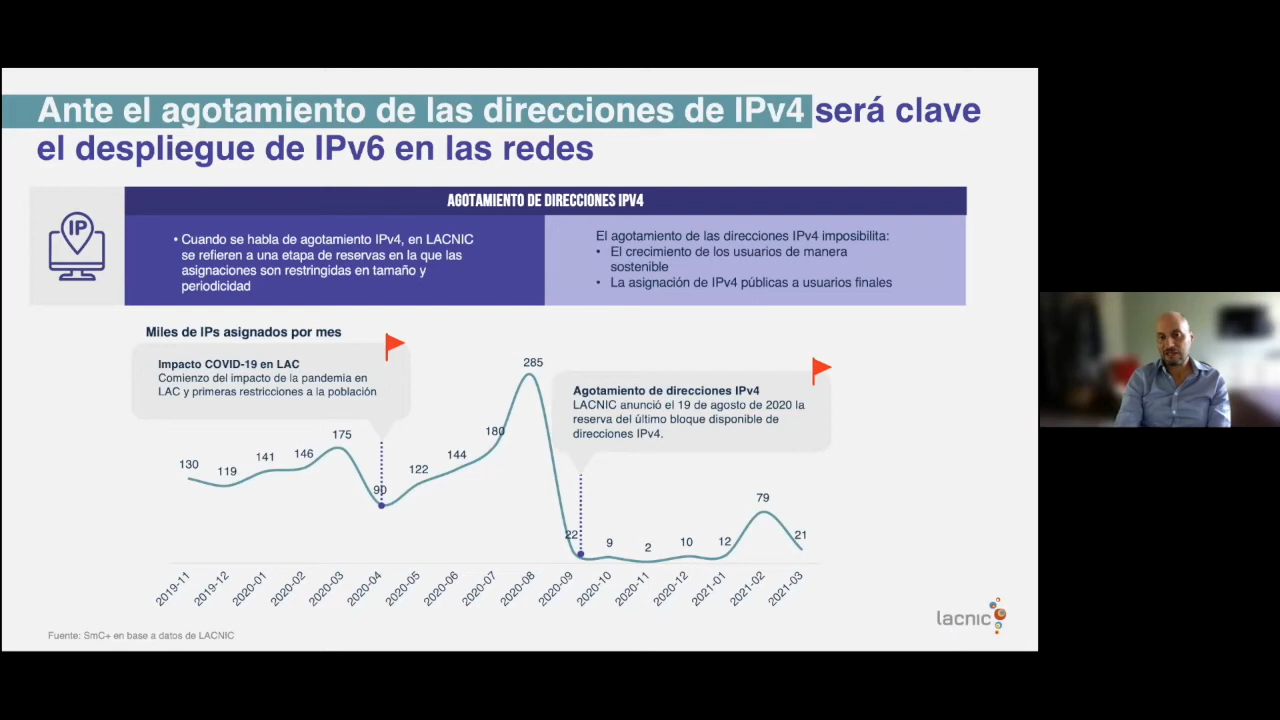 Ante el agotamiento de las direcciones de IPv4 será clave
el despliegue de IPv6 en las redes
IP
AGOTAMIENTO DE DIRECCIONES IPV4
• Cuando se habla de agotamiento IPv4, en LACNIC
se refieren a una etapa de reservas en la que las
asignaciones son restringidas en tamaño y
periodicidad
El agotamiento de las direcciones IPv4 imposibilita:
• El crecimiento de los usuarios de manera
sostenible
• La asignación de IPv4 públicas a usuarios finales
Miles de IPs asignados por mes
Impacto COVID-19 en LAC
Comienzo del impacto de la pandemia en
LAC y primeras restricciones a la población
Agotamiento de direcciones IPv4
LACNIC anunció el 19 de agosto de 2020 la
reserva del último bloque disponible de
direcciones IPv4.
130 119 141 146 175 90 122 144 180 285 22 9 2 10 12 79 21
2019-11 2019-12 2020-01 2020-02 2020-03 2020-04 2020-05 2020-06 2020-07 2020-08 2020-09 2020-10 2020-11 2020-12 2021-01 2021-02 2021-03
lacnic
Fuente: SmC+ en base a datos de LACNIC